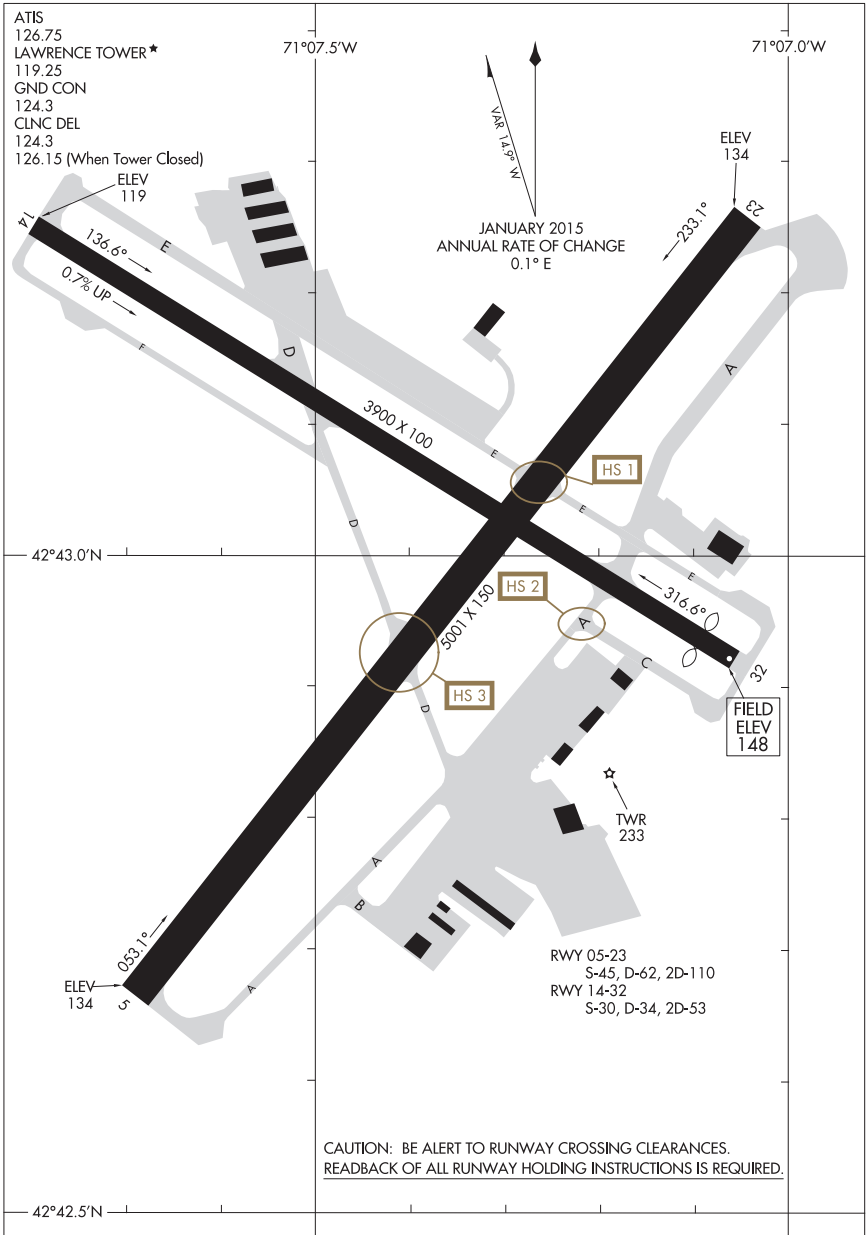 ATIS
126.75
LAWRENCE TOWER★
119.25
GND CON
124.3
CLNC DEL
124.3
126.15 (When Tower Closed)
71°07.5'W
71°07.0'W
VAR 14.9° W
JANUARY 2015
ANNUAL RATE OF CHANGE
0.1° E
ELEV
134
23
233.1°
ELEV
119
14
136.6°
0.7% UP
E
D
F
A
3900 X 100
E
HS 1
E
D
42°43.0'N
HS 2
E
316.6°
A
5001 X 150
C
32
HS 3
D
FIELD
ELEV
148
TWR
233
A
B
053.1°
A
ELEV
134
5
RWY 05-23
S-45, D-62, 2D-110
RWY 14-32
S-30, D-34, 2D-53
CAUTION: BE ALERT TO RUNWAY CROSSING CLEARANCES.
READBACK OF ALL RUNWAY HOLDING INSTRUCTIONS IS REQUIRED.
42°42.5'N